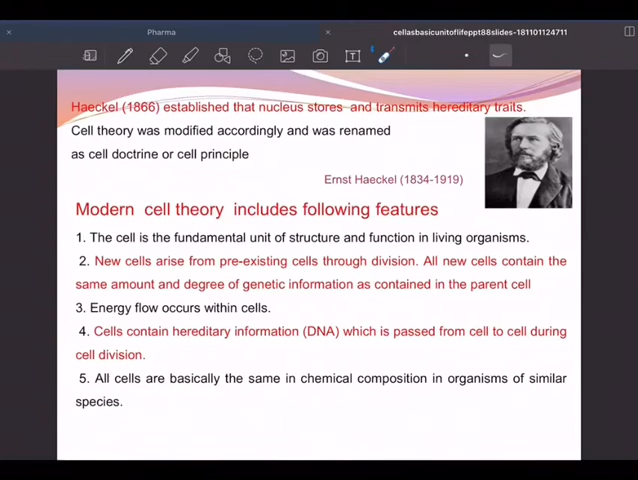 Pharma
cellasbasicunitoflifeppt88slides-181101124711
Haeckel (1866) established that nucleus stores and transmits hereditary traits.
Cell theory was modified accordingly and was renamed
as cell doctrine or cell principle
Ernst Haeckel (1834-1919)
Modern cell theory includes following features
1. The cell is the fundamental unit of structure and function in living organisms.
2. New cells arise from pre-existing cells through division. All new cells contain the
same amount and degree of genetic information as contained in the parent cell
3. Energy flow occurs within cells.
4. Cells contain hereditary information (DNA) which is passed from cell to cell during
cell division.
5. All cells are basically the same in chemical composition in organisms of similar
species.